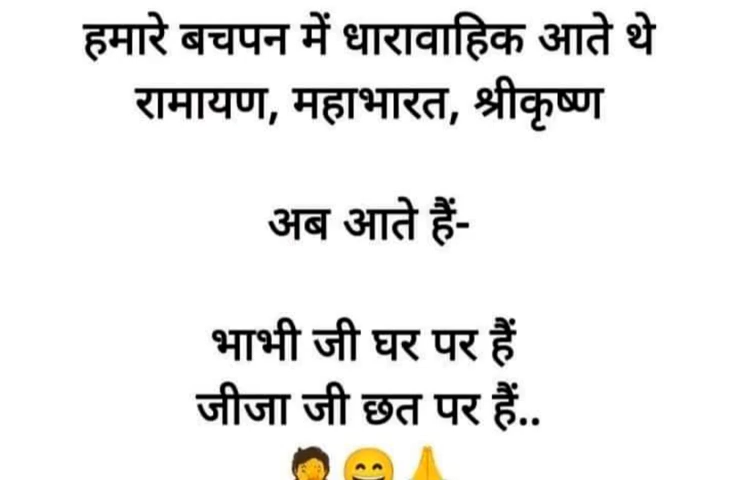 हमारे बचपन में धारावाहिक आते थे
रामायण, महाभारत, श्रीकृष्ण
अब आते हैं-
भाभी जी घर पर हैं
जीजा जी छत पर हैं..
🤦😄🙏